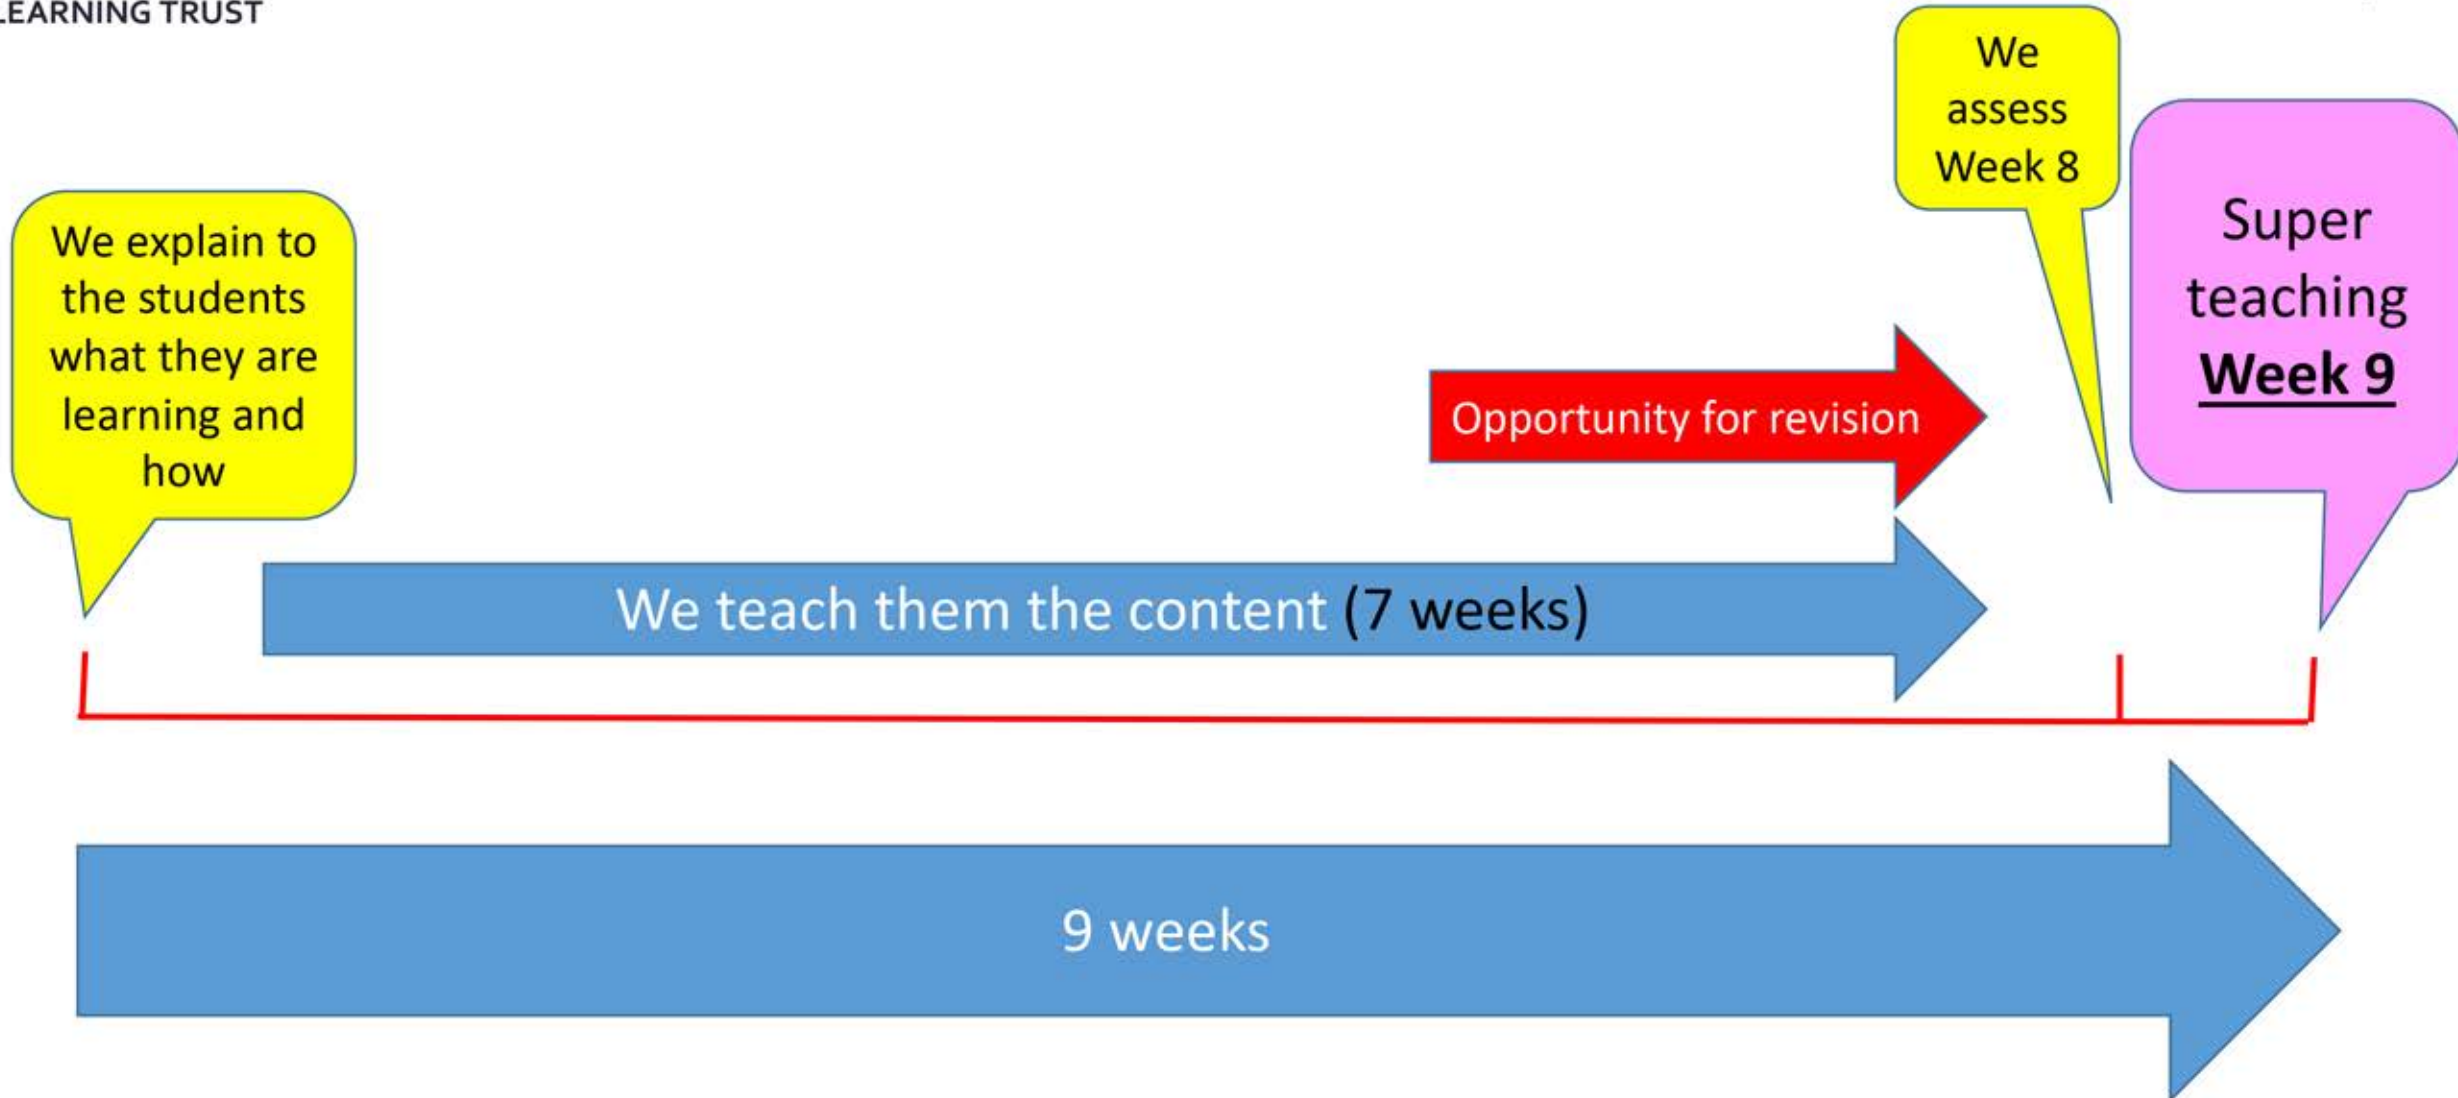 LEARNING TRUST
We explain to
the students
what they are
learning and
how
We teach them the content (7 weeks)
Opportunity for revision
We
assess
Week 8
Super
teaching
Week 9
9 weeks